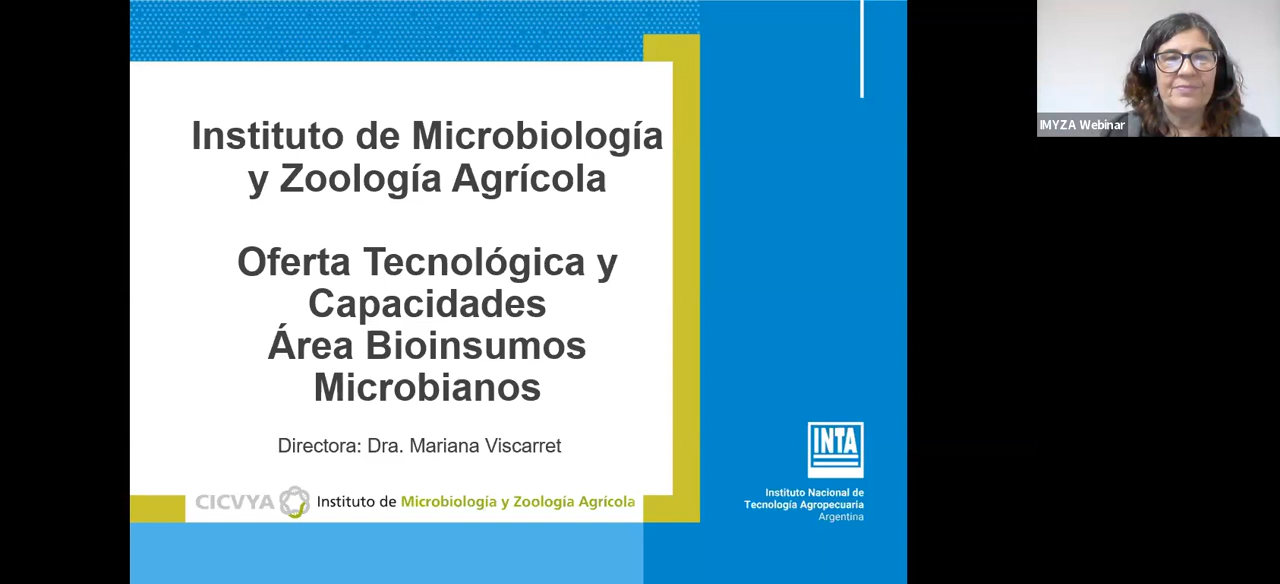 Instituto de Microbiología
y Zoología Agrícola
Oferta Tecnológica y
Capacidades
Área Bioinsumos
Microbianos
Directora: Dra. Mariana Viscarret
CICVYA Instituto de Microbiología y Zoología Agrícola
INTA
Instituto Nacional de
Tecnología Agropecuaria
Argentina
IMYZA Webinar